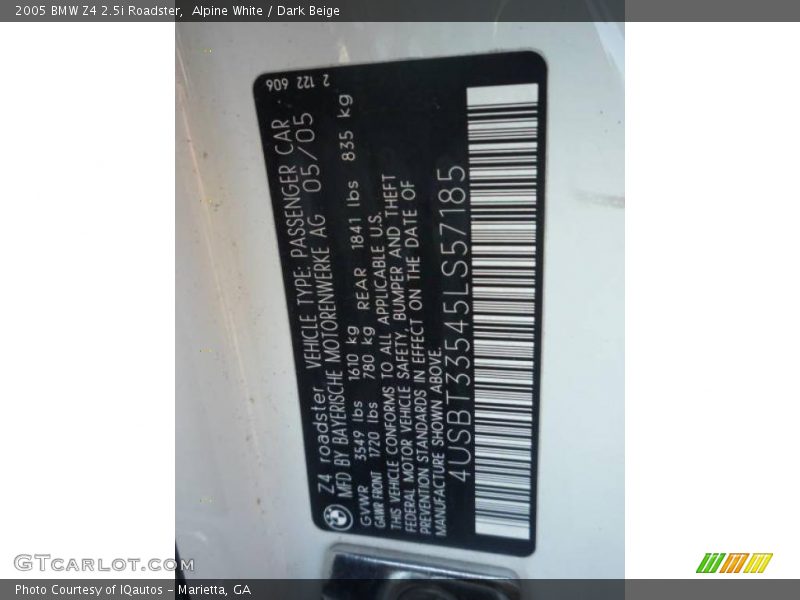 2005 BMW Z4 2.5i Roadster,  Alpine White / Dark Beige
2 122 606
Z4 roadster VEHICLE TYPE: PASSENGER CAR
MFD BY BAYERISCHE MOTORENWERKE AG 05/05
GVWR 3549 lbs 1610 kg
GAWR FRONT 1720 lbs 780 kg REAR 1841 lbs 835 kg
THIS VEHICLE CONFORMS TO ALL APPLICABLE U.S.
FEDERAL MOTOR VEHICLE SAFETY, BUMPER AND THEFT
PREVENTION STANDARDS IN EFFECT ON THE DATE OF
MANUFACTURE SHOWN ABOVE.
4USBT33545LS57185
GTCarLot.com
Photo Courtesy of IQautos - Marietta, GA